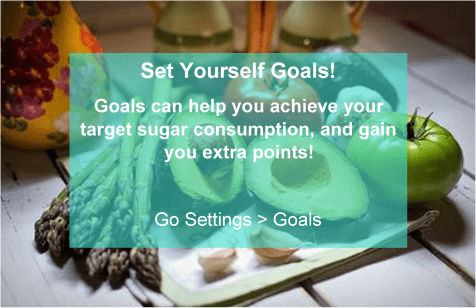 Set Yourself Goals!
Goals can help you achieve your
target sugar consumption, and gain
you extra points!
Go Settings > Goals